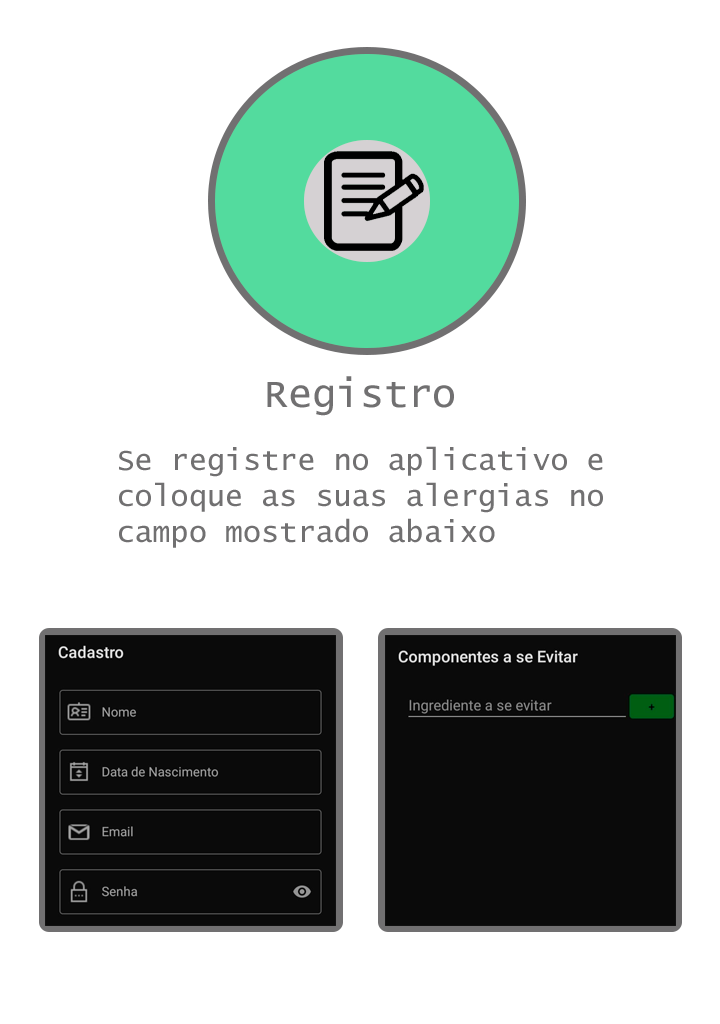 Registro
Se registre no aplicativo e
coloque as suas alergias no
campo mostrado abaixo
Cadastro
Nome
Data de Nascimento
Email
Senha
Componentes a se Evitar
Ingrediente a se evitar
+